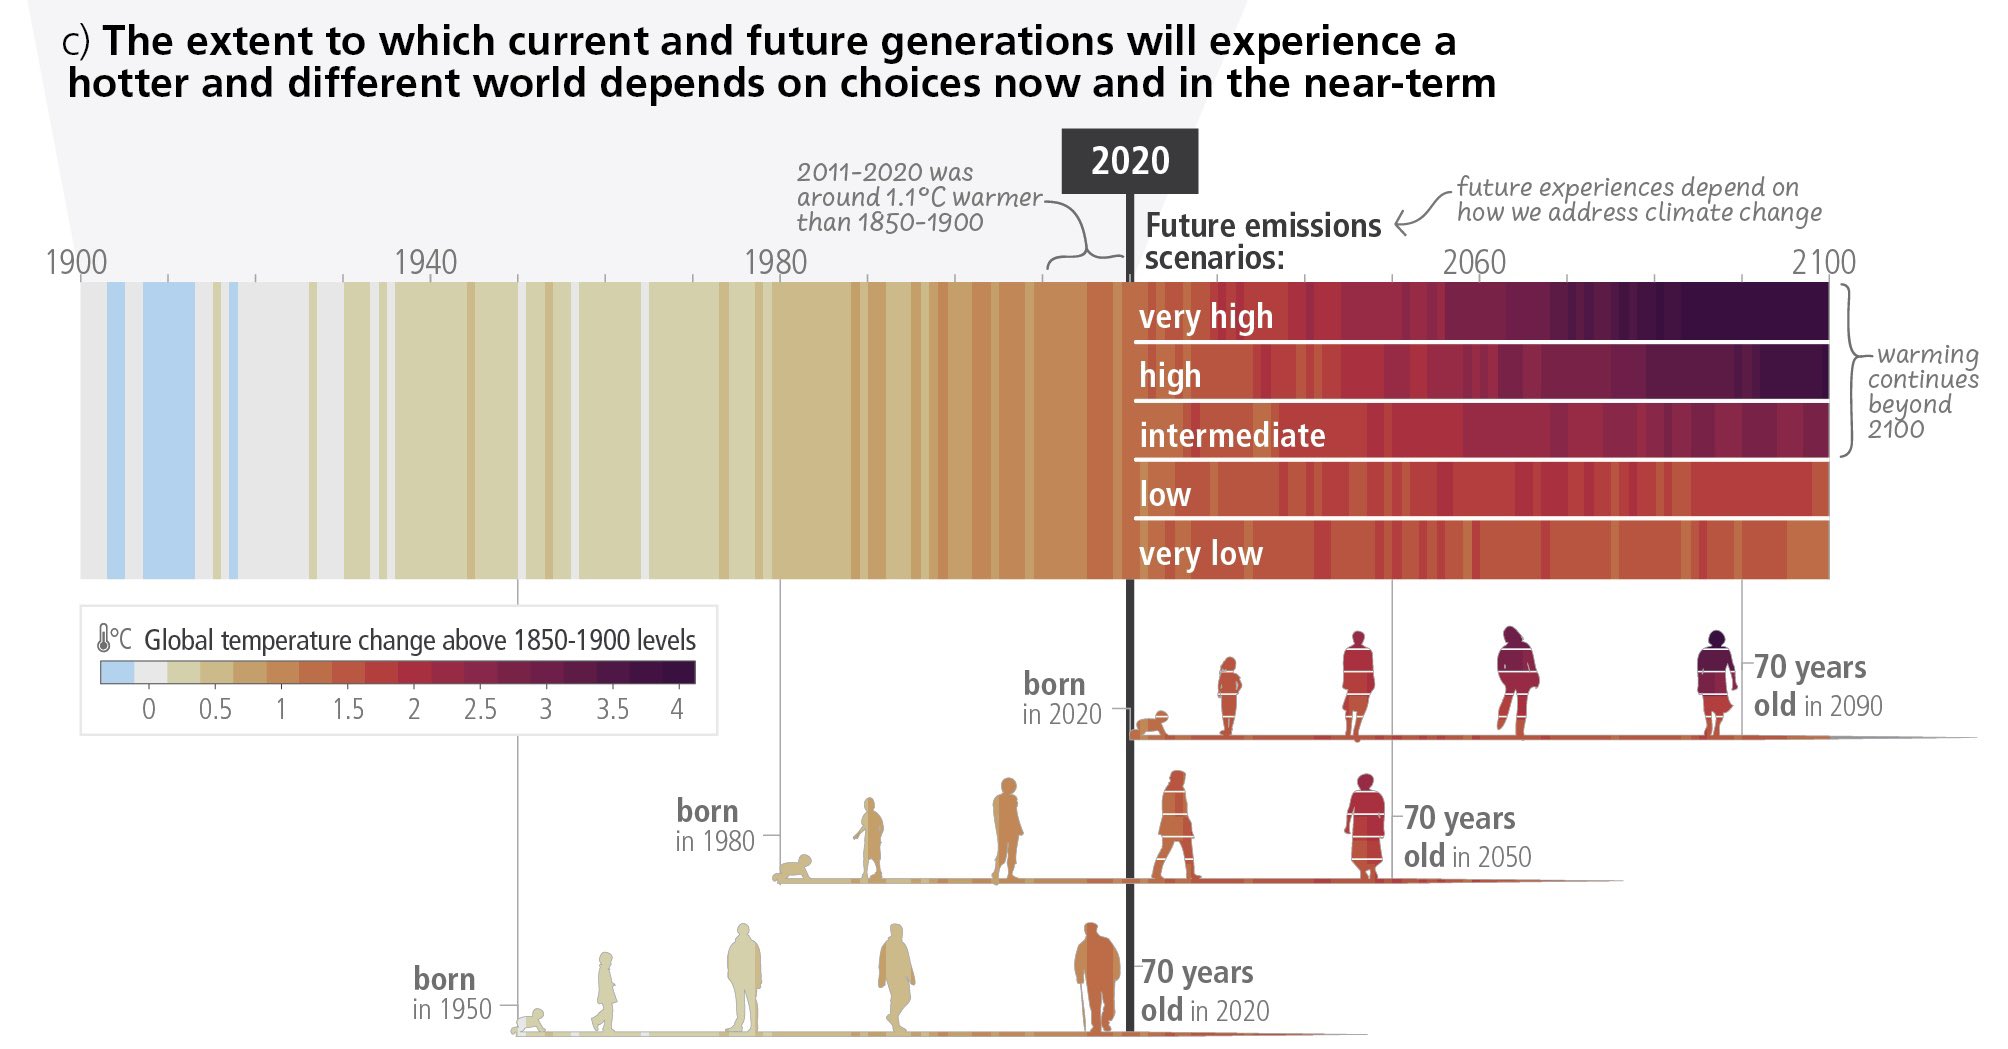 c) The extent to which current and future generations will experience a
hotter and different world depends on choices now and in the near-term
2020
2011-2020 was
around 1.1°C warmer
than 1850-1900
future experiences depend on
how we address climate change
Future emissions
scenarios:
1900
1940
1980
2060
2100
very high
high
intermediate
low
very low
warming
continues
beyond
2100
°C Global temperature change above 1850-1900 levels
0 0.5 1 1.5 2 2.5 3 3.5 4
born
in 2020
70 years
old in 2090
born
in 1980
70 years
old in 2050
born
in 1950
70 years
old in 2020